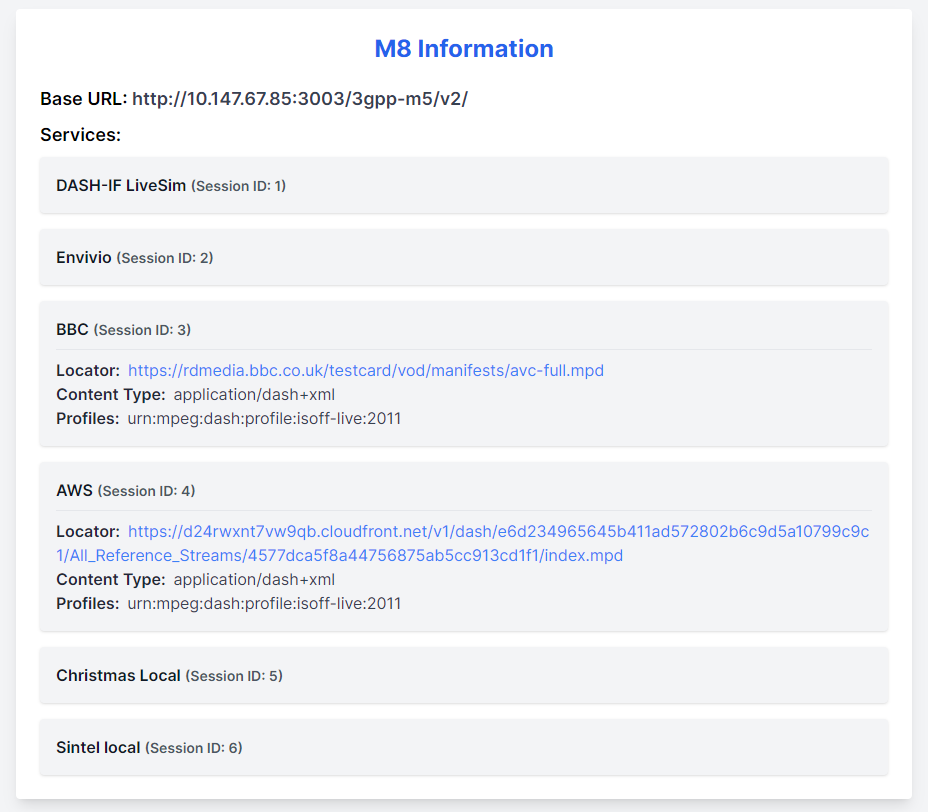 M8 Information
Base URL: http://10.147.67.85:3003/3gpp-m5/v2/
Services:
DASH-IF LiveSim (Session ID: 1)
Envivio (Session ID: 2)
BBC (Session ID: 3)
Locator: https://rdmedia.bbc.co.uk/testcard/vod/manifests/avc-full.mpd
Content Type: application/dash+xml
Profiles: urn:mpeg:dash:profile:isoff-live:2011
AWS (Session ID: 4)
Locator: https://d24rwxnt7vw9qb.cloudfront.net/v1/dash/e6d234965645b411ad572802b6c9d5a10799c9c
1/All_Reference_Streams/4577dca5f8a44756875ab5cc913cd1f1/index.mpd
Content Type: application/dash+xml
Profiles: urn:mpeg:dash:profile:isoff-live:2011
Christmas Local (Session ID: 5)
Sintel local (Session ID: 6)